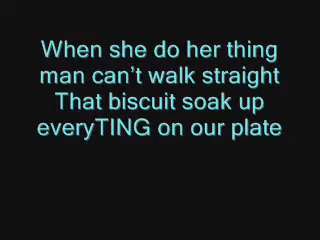 When she do her thing
man can't walk straight
That biscuit soak up
everyTING on our plate